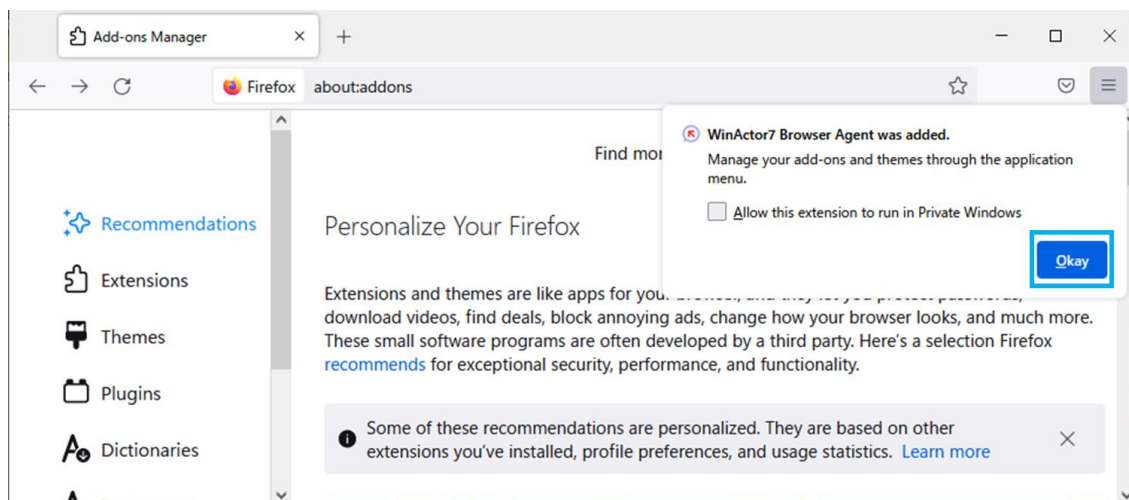 Add-ons Manager
Firefox about:addons
WinActor7 Browser Agent was added.
Manage your add-ons and themes through the application
menu.
Allow this extension to run in Private Windows
Okay
Find
Recommendations
Extensions
Themes
Plugins
Dictionaries
Personalize Your Firefox
Extensions and themes are like apps for your
download videos, find deals, block annoying ads, change how your browser looks, and much more.
These small software programs are often developed by a third party. Here's a selection Firefox
recommends for exceptional security, performance, and functionality.
Some of these recommendations are personalized. They are based on other
extensions you've installed, profile preferences, and usage statistics. Learn more